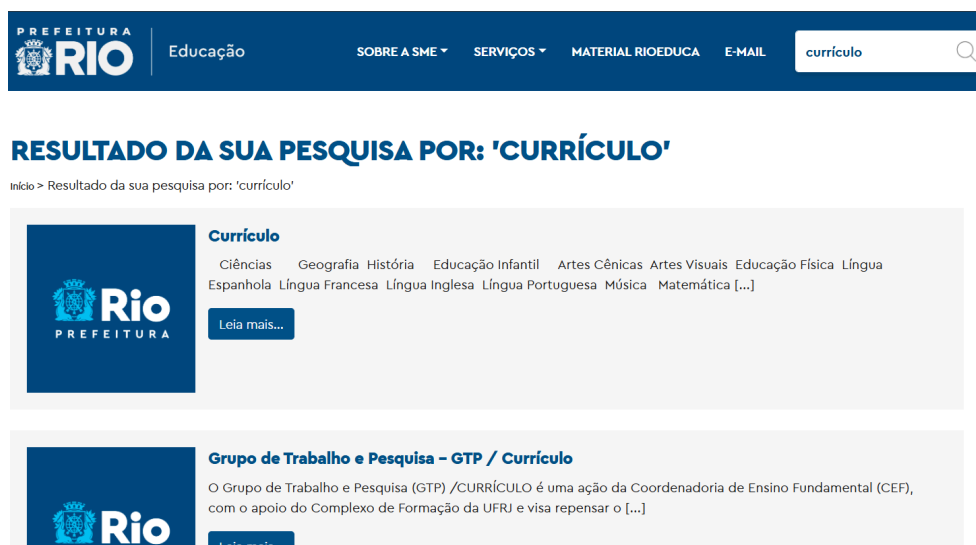 PREFEITURA
RIO
Educação
SOBRE A SME
SERVIÇOS
MATERIAL RIOEDUCA
E-MAIL
currículo
RESULTADO DA SUA PESQUISA POR: 'CURRÍCULO'
Início > Resultado da sua pesquisa por: 'currículo'
Rio
PREFEITURA
Currículo
Ciências Geografia História Educação Infantil Artes Cênicas Artes Visuais Educação Física Língua
Espanhola Língua Francesa Língua Inglesa Língua Portuguesa Música Matemática [...]
Leia mais...
Rio
Grupo de Trabalho e Pesquisa – GTP / Currículo
O Grupo de Trabalho e Pesquisa (GTP) /CURRÍCULO é uma ação da Coordenadoria de Ensino Fundamental (CEF),
com o apoio do Complexo de Formação da UFRJ e visa repensar o [...]
Leia mais...